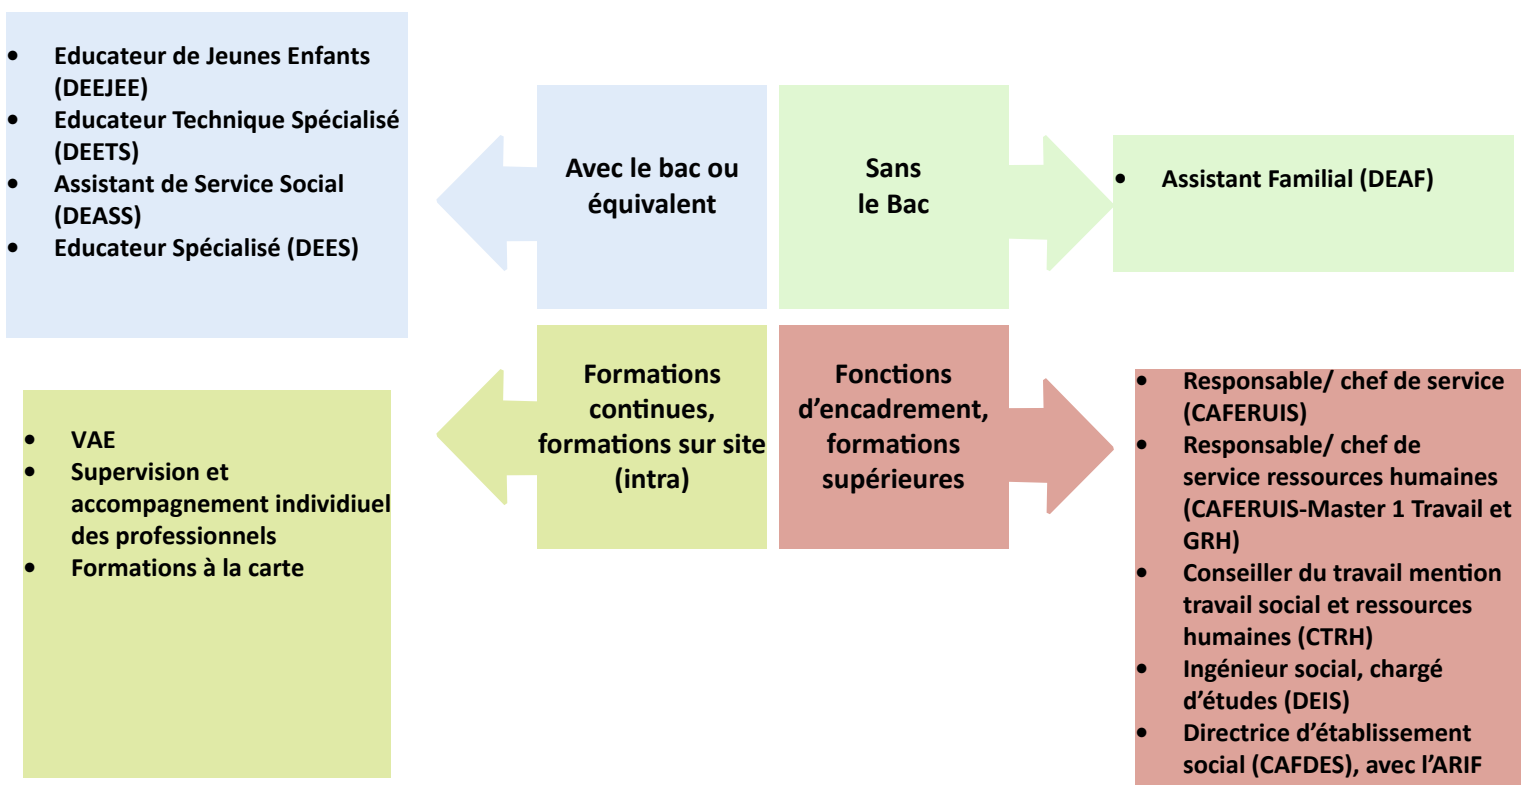 • Educateur de Jeunes Enfants
(DEEJEE)
• Educateur Technique Spécialisé
(DEETS)
• Assistant de Service Social
(DEASS)
• Educateur Spécialisé (DEES)
Avec le bac ou
équivalent
Sans
le Bac
• Assistant Familial (DEAF)
• VAE
• Supervision et
accompagnement individiuel
des professionnels
• Formations à la carte
Formations
continues,
formations sur site
(intra)
Fonctions
d’encadrement,
formations
supérieures
• Responsable/ chef de service
(CAFERUIS)
• Responsable/ chef de
service ressources humaines
(CAFERUIS-Master 1 Travail et
GRH)
• Conseiller du travail mention
travail social et ressources
humaines (CTRH)
• Ingénieur social, chargé
d’études (DEIS)
• Directrice d’établissement
social (CAFDES), avec l’ARIF